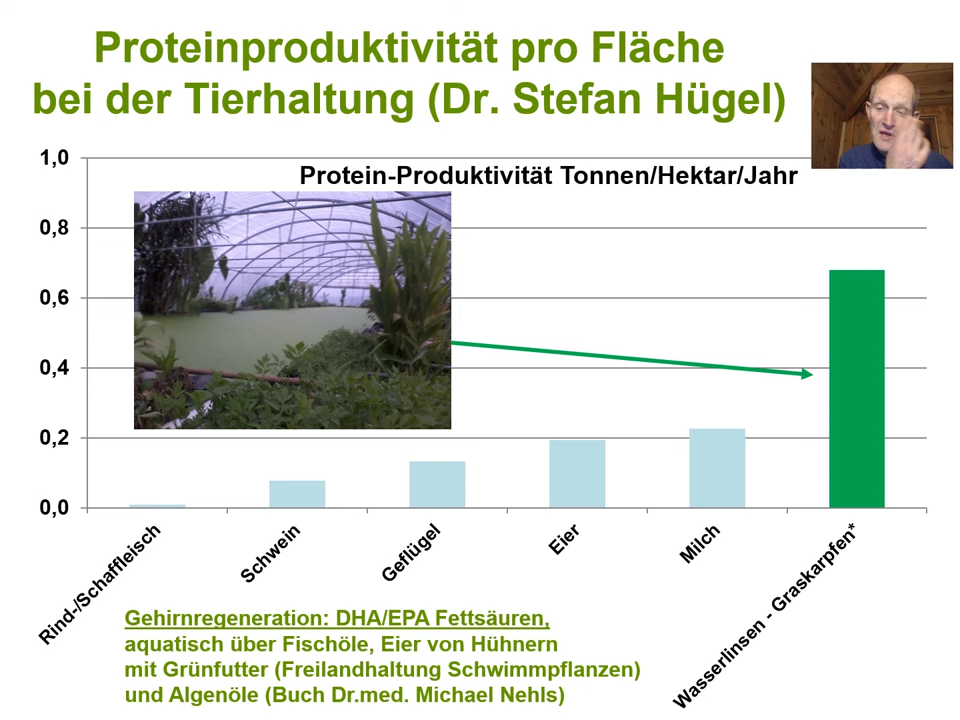 Proteinproduktivität pro Fläche
bei der Tierhaltung (Dr. Stefan Hügel)
Protein-Produktivität Tonnen/Hektar/Jahr
1,0
0,8
0,6
0,4
0,2
0,0
Rind-/Schaffleisch
Schwein
Geflügel
Eier
Milch
Wasserlinsen - Graskarpfen*
Gehirnregeneration: DHA/EPA Fettsäuren,
aquatisch über Fischöle, Eier von Hühnern
mit Grünfutter (Freilandhaltung Schwimmpflanzen)
und Algenöle (Buch Dr.med. Michael Nehls)